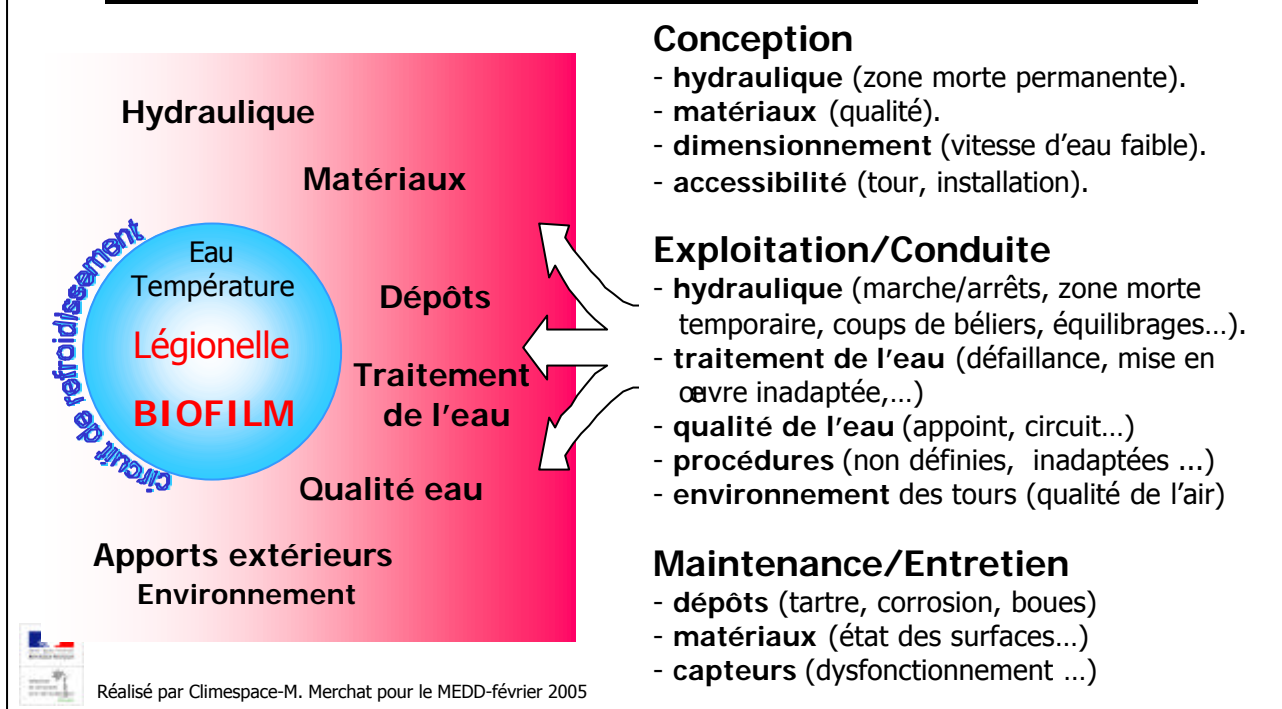 Hydraulique
Matériaux
Circuit de refroidissement
Eau
Température
Légionelle
BIOFILM
Dépôts
Traitement
de l'eau
Qualité eau
Apports extérieurs
Environnement
Conception
- hydraulique (zone morte permanente).
- matériaux (qualité).
- dimensionnement (vitesse d'eau faible).
- accessibilité (tour, installation).
Exploitation/Conduite
- hydraulique (marche/arrêts, zone morte
temporaire, coups de béliers, équilibrages…).
- traitement de l'eau (défaillance, mise en
œuvre inadaptée,…)
- qualité de l'eau (appoint, circuit…)
- procédures (non définies, inadaptées ...)
- environnement des tours (qualité de l'air)
Maintenance/Entretien
- dépôts (tartre, corrosion, boues)
- matériaux (état des surfaces…)
- capteurs (dysfonctionnement …)
Réalisé par Climespace-M. Merchat pour le MEDD-février 2005